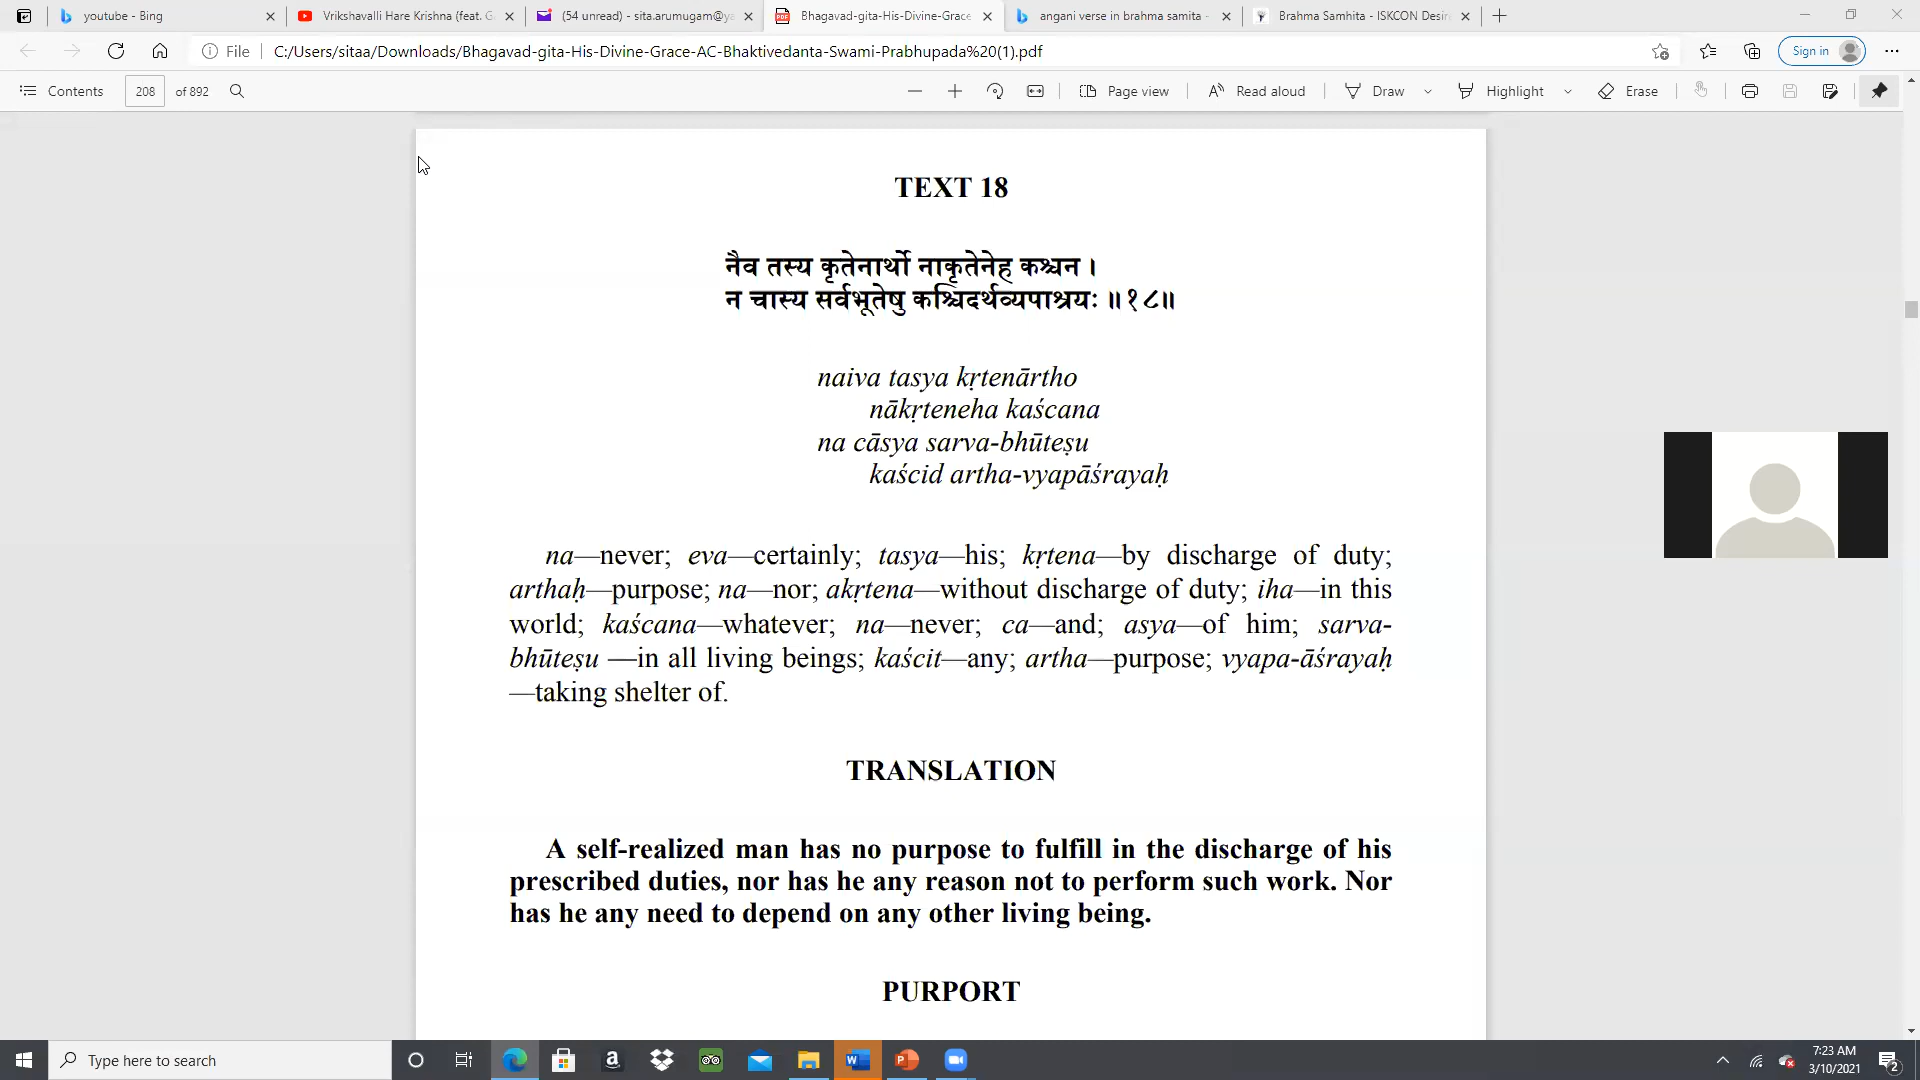 youtube - Bing
Vrikshavalli Hare Krishna (feat. G
(54 unread) - sita.arumugam@ya
Bhagavad-gita-His-Divine-Grace
angani verse in brahma samita -
Brahma Samhita - ISKCON Desir
File
C:/Users/sitaa/Downloads/Bhagavad-gita-His-Divine-Grace-AC-Bhaktivedanta-Swami-Prabhupada%20(1).pdf
Sign in
Contents
208 of 892
Page view
Read aloud
Draw
Highlight
Erase
TEXT 18
नैव तस्य कृतेनार्थो नाकृतेनेह कश्चन ।
न चास्य सर्वभूतेषु कश्चिदर्थव्यपाश्रयः ॥१८॥
naiva tasya kṛtenārtho
nākṛteneha kaścana
na cāsya sarva-bhūteṣu
kaścid artha-vyapāśrayaḥ
na—never; eva—certainly; tasya—his; kṛtena—by discharge of duty;
arthaḥ—purpose; na—nor; akṛtena—without discharge of duty; iha—in this
world; kaścana—whatever; na—never; ca—and; asya—of him; sarva-
bhūteṣu —in all living beings; kaścit—any; artha—purpose; vyapa-āśrayaḥ
—taking shelter of.
TRANSLATION
A self-realized man has no purpose to fulfill in the discharge of his
prescribed duties, nor has he any reason not to perform such work. Nor
has he any need to depend on any other living being.
PURPORT
Type here to search
7:23 AM
3/10/2021
2